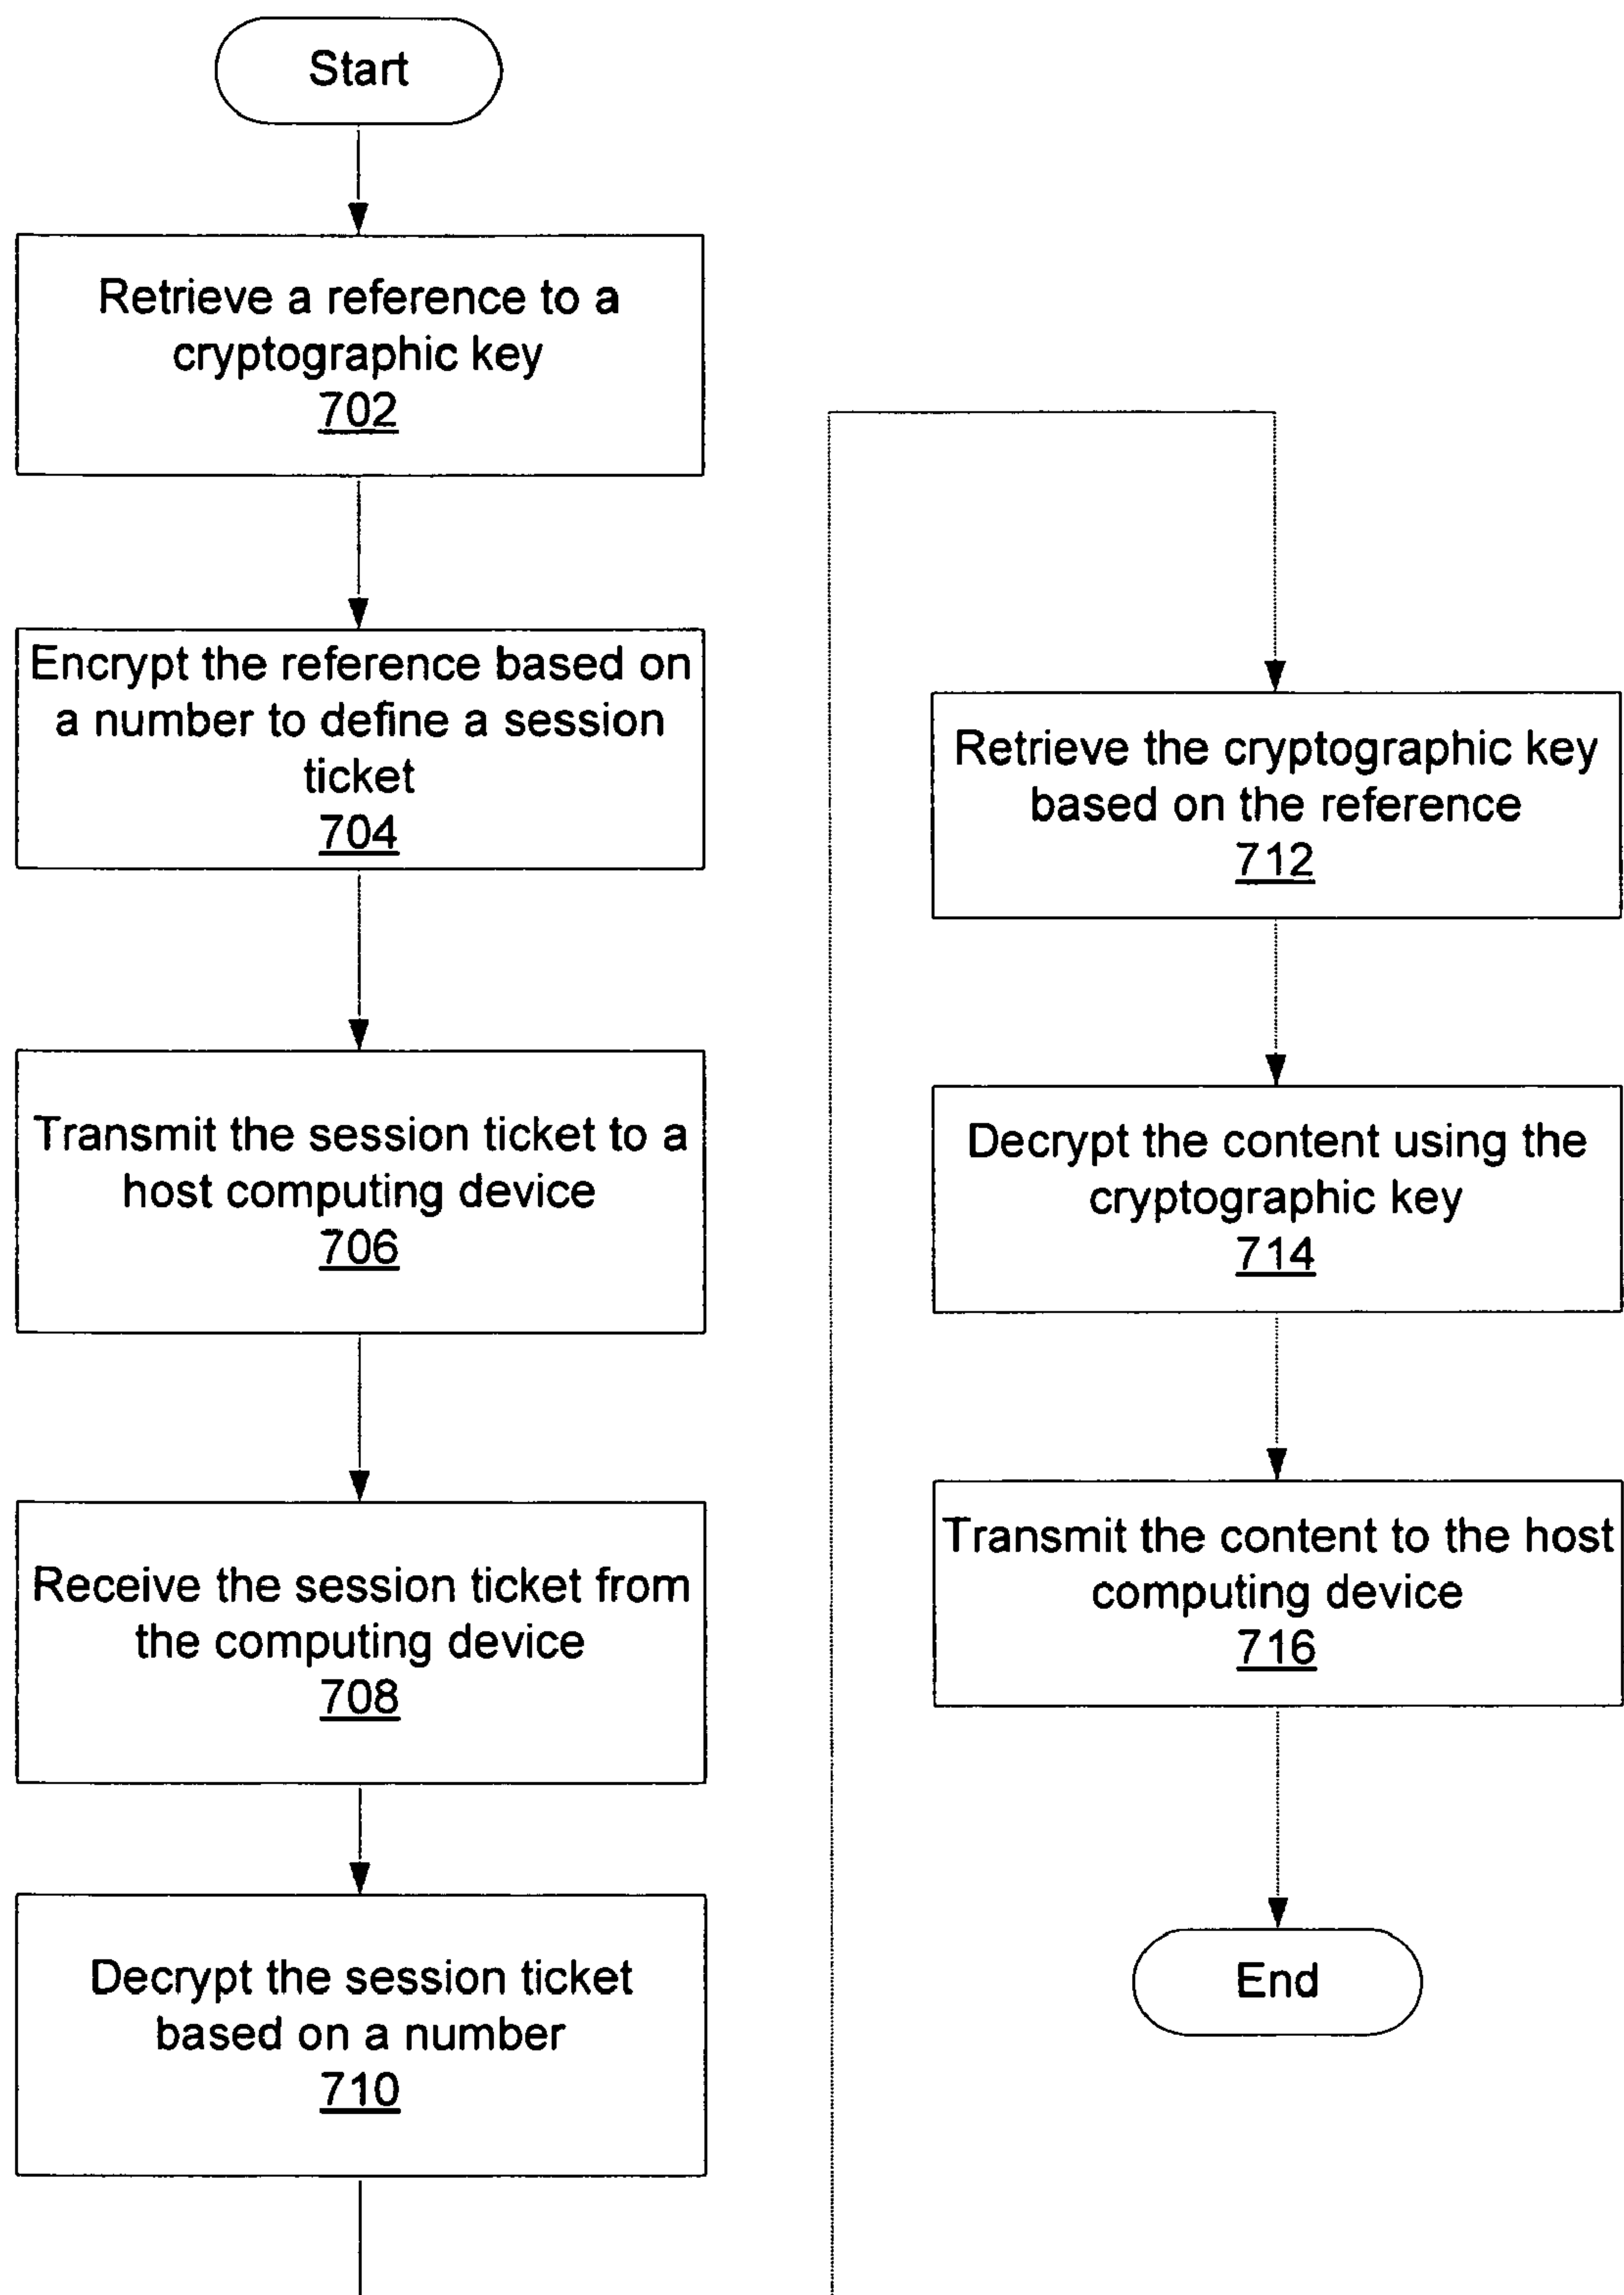 Start
Retrieve a reference to a
cryptographic key
702
Encrypt the reference based on
a number to define a session
ticket
704
Transmit the session ticket to a
host computing device
706
Receive the session ticket from
the computing device
708
Decrypt the session ticket
based on a number
710
Retrieve the cryptographic key
based on the reference
712
Decrypt the content using the
cryptographic key
714
Transmit the content to the host
computing device
716
End